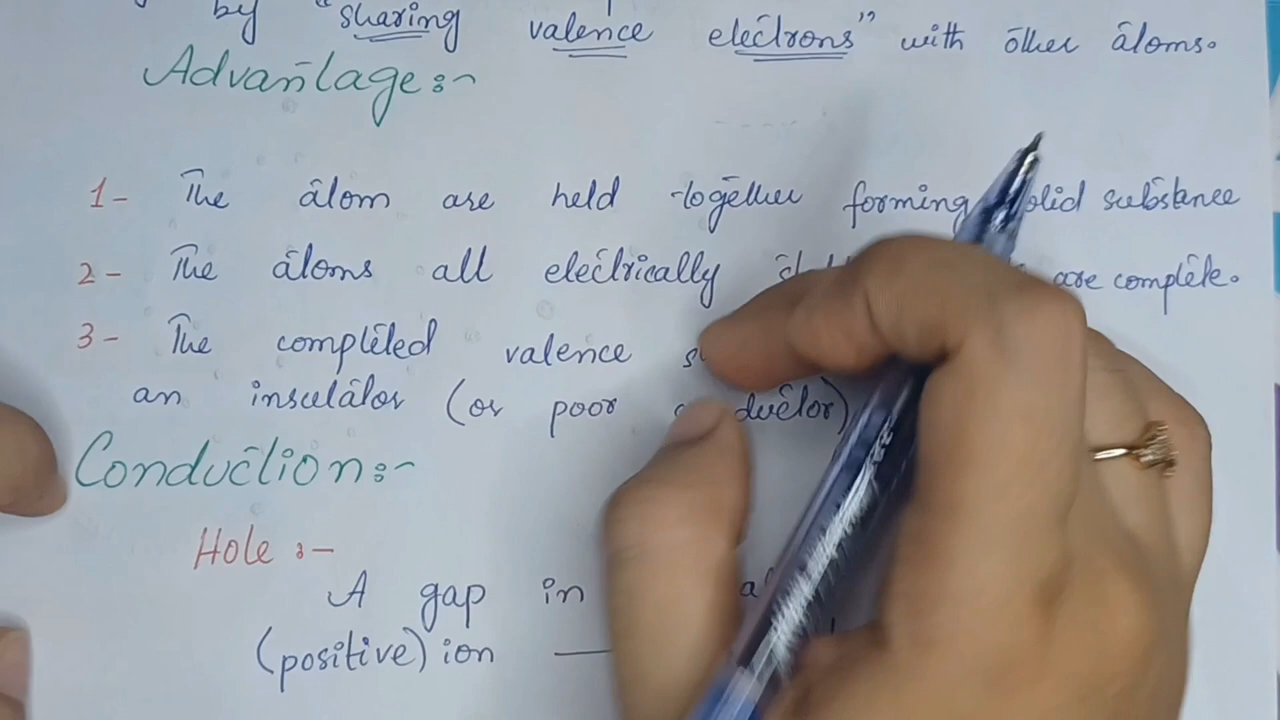 by "sharing valence electrons" with other atoms.
Advantage:-
1- The atom are held together forming solid substance
2- The atoms all electrically are complete.
3- The completed valence
an insulator (or poor conductor)
Conduction:-
Hole :-
A gap in
(positive) ion —